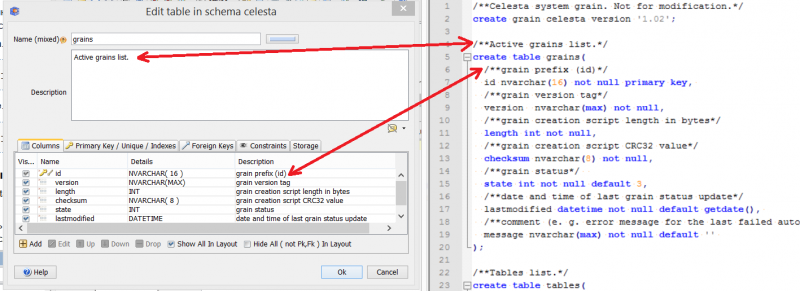 Edit table in schema celesta
Name (mixed)
grains
Active grains list.
Description
Columns
Primary Key / Unique / Indexes
Foreign Keys
Constraints
Storage
Vis... Name Details Description
id NVARCHAR( 16 ) grain prefix (id)
version NVARCHAR(MAX) grain version tag
length INT grain creation script length in bytes
checksum NVARCHAR( 8 ) grain creation script CRC32 value
state INT grain status
lastmodified DATETIME date and time of last grain status update
Add Edit Up Down Drop Show All In Layout Hide All ( not Pk,Fk ) In Layout
Help Ok Cancel
1 /**Celesta system grain. Not for modification.*/
2 create grain celesta version '1.02';
3
4 /**Active grains list.*/
5 create table grains(
6 /**grain prefix (id)*/
7 id nvarchar(16) not null primary key,
8 /**grain version tag*/
9 version nvarchar(max) not null,
10 /**grain creation script length in bytes*/
11 length int not null,
12 /**grain creation script CRC32 value*/
13 checksum nvarchar(8) not null,
14 /**grain status*/
15 state int not null default 3,
16 /**date and time of last grain status update*/
17 lastmodified datetime not null default getdate(),
18 /**comment (e. g. error message for the last failed auto
19 message nvarchar(max) not null default ''
20 );
21
22 /**Tables list.*/
23 create table tables(